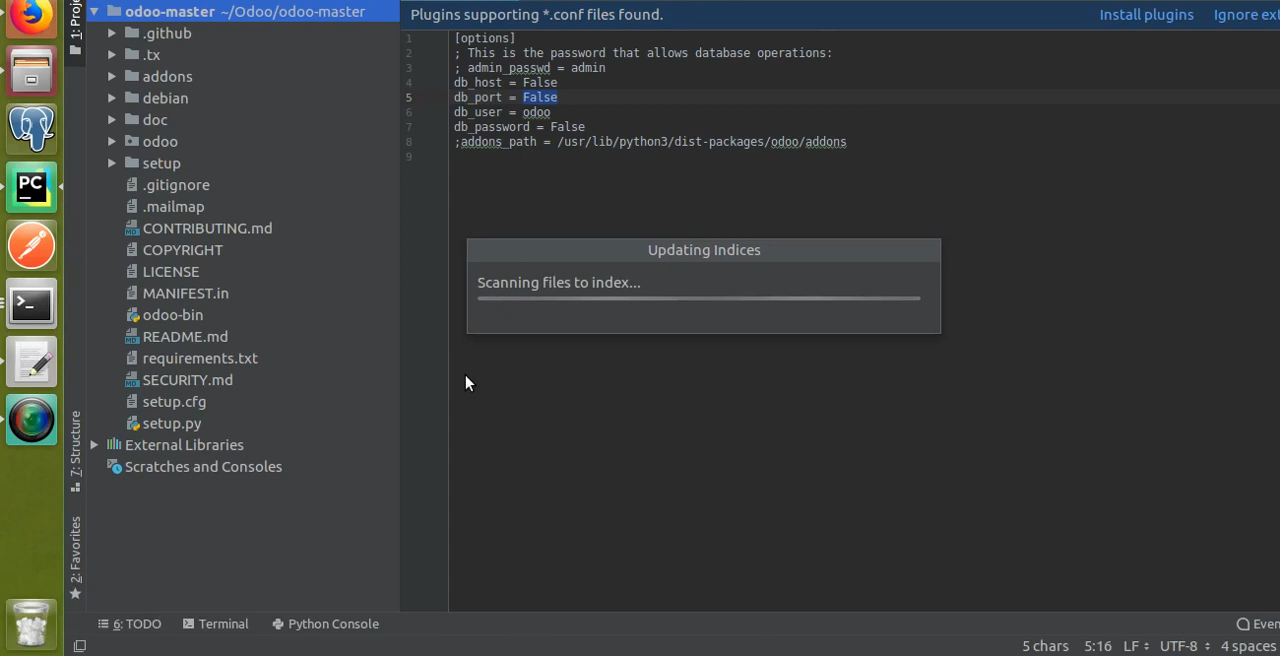 odoo-master ~/Odoo/odoo-master
.github
.tx
addons
debian
doc
odoo
setup
.gitignore
.mailmap
CONTRIBUTING.md
COPYRIGHT
LICENSE
MANIFEST.in
odoo-bin
README.md
requirements.txt
SECURITY.md
setup.cfg
setup.py
External Libraries
Scratches and Consoles
1: Proje
7: Structure
2: Favorites
PC
Plugins supporting *.conf files found.
Install plugins
Ignore ext
1 [options]
2 ; This is the password that allows database operations:
3 ; admin_passwd = admin
4 db_host = False
5 db_port = False
6 db_user = odoo
7 db_password = False
8 ;addons_path = /usr/lib/python3/dist-packages/odoo/addons
9
Updating Indices
Scanning files to index...
6: TODO
Terminal
Python Console
Even
5 chars
5:16
LF
UTF-8
4 spaces